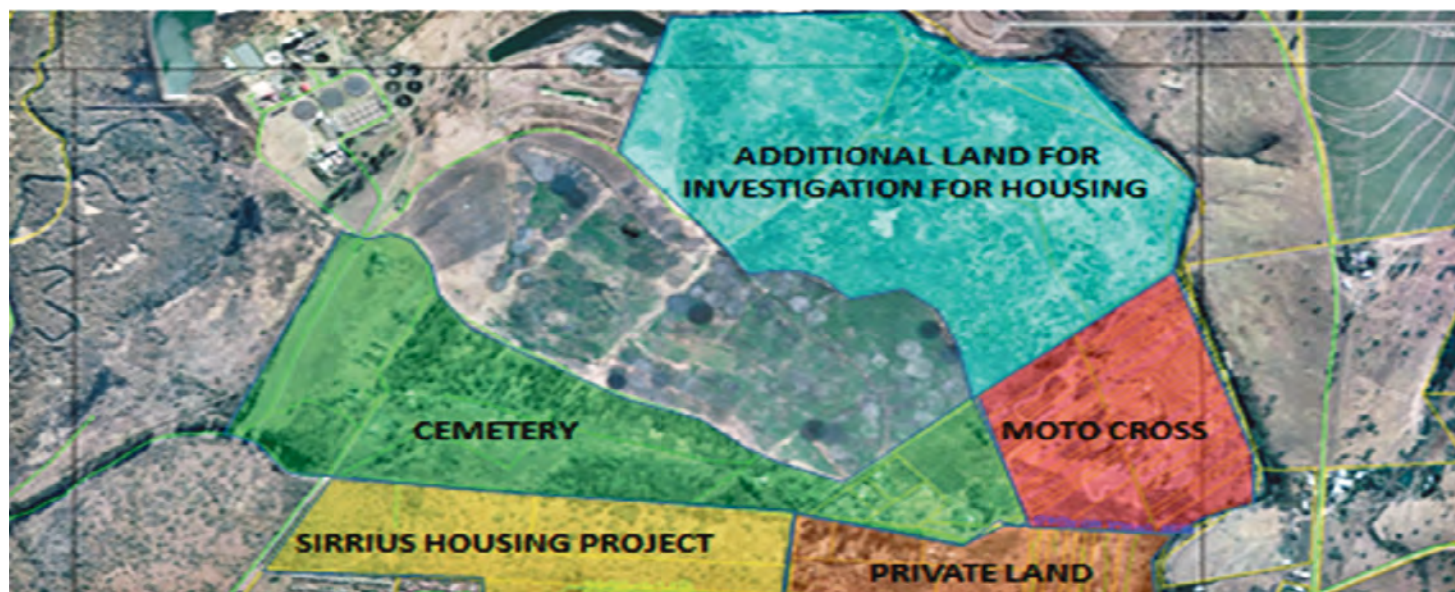 ADDITIONAL LAND FOR
INVESTIGATION FOR HOUSING
CEMETERY
MOTO CROSS
SIRRIUS HOUSING PROJECT
PRIVATE LAND